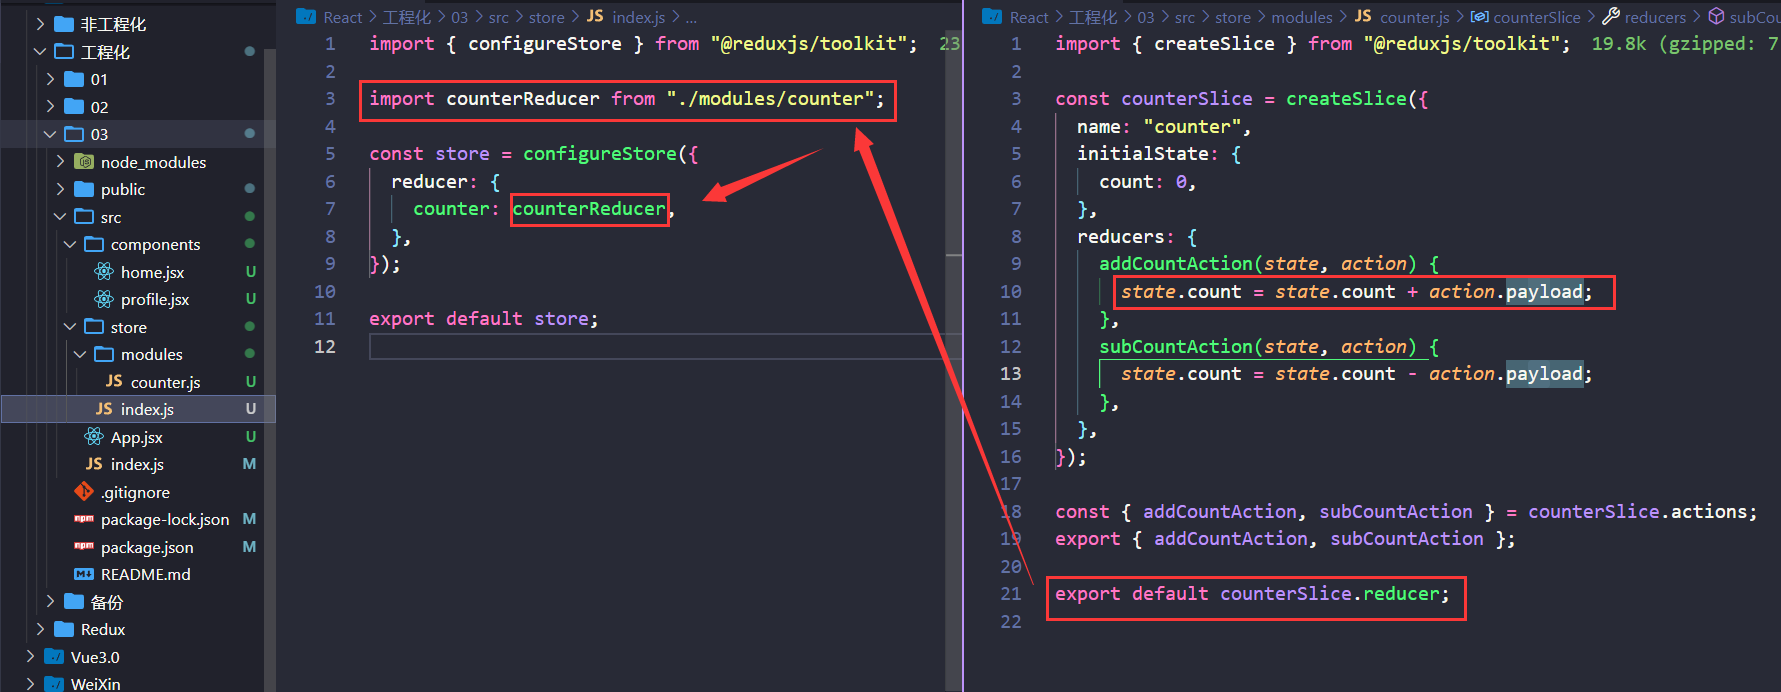 非工程化
工程化
01
02
03
node_modules
public
src
components
home.jsx U
profile.jsx U
store
modules
JS counter.js U
JS index.js U
App.jsx U
JS index.js M
.gitignore
npm package-lock.json M
npm package.json M
README.md
备份
Redux
Vue3.0
WeiXin
React > 工程化 > 03 > src > store > JS index.js > ...
1 import { configureStore } from "@reduxjs/toolkit"; 23
2
3 import counterReducer from "./modules/counter";
4
5 const store = configureStore({
6 reducer: {
7 counter: counterReducer,
8 },
9 });
10
11 export default store;
12
React > 工程化 > 03 > src > store > modules > JS counter.js > counterSlice > reducers > subCou
1 import { createSlice } from "@reduxjs/toolkit"; 19.8k (gzipped: 7
2
3 const counterSlice = createSlice({
4 name: "counter",
5 initialState: {
6 count: 0,
7 },
8 reducers: {
9 addCountAction(state, action) {
10 state.count = state.count + action.payload;
11 },
12 subCountAction(state, action) {
13 state.count = state.count - action.payload;
14 },
15 },
16 });
17
18 const { addCountAction, subCountAction } = counterSlice.actions;
19 export { addCountAction, subCountAction };
20
21 export default counterSlice.reducer;
22